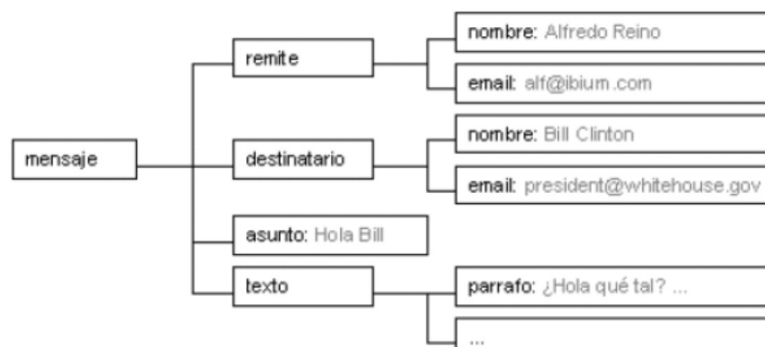 nombre: Alfredo Reino
remite
email: alf@ibium.com
nombre: Bill Clinton
mensaje
destinatario
email: president@whitehouse.gov
asunto: Hola Bill
texto
parrafo: ¿Hola qué tal? ...
...